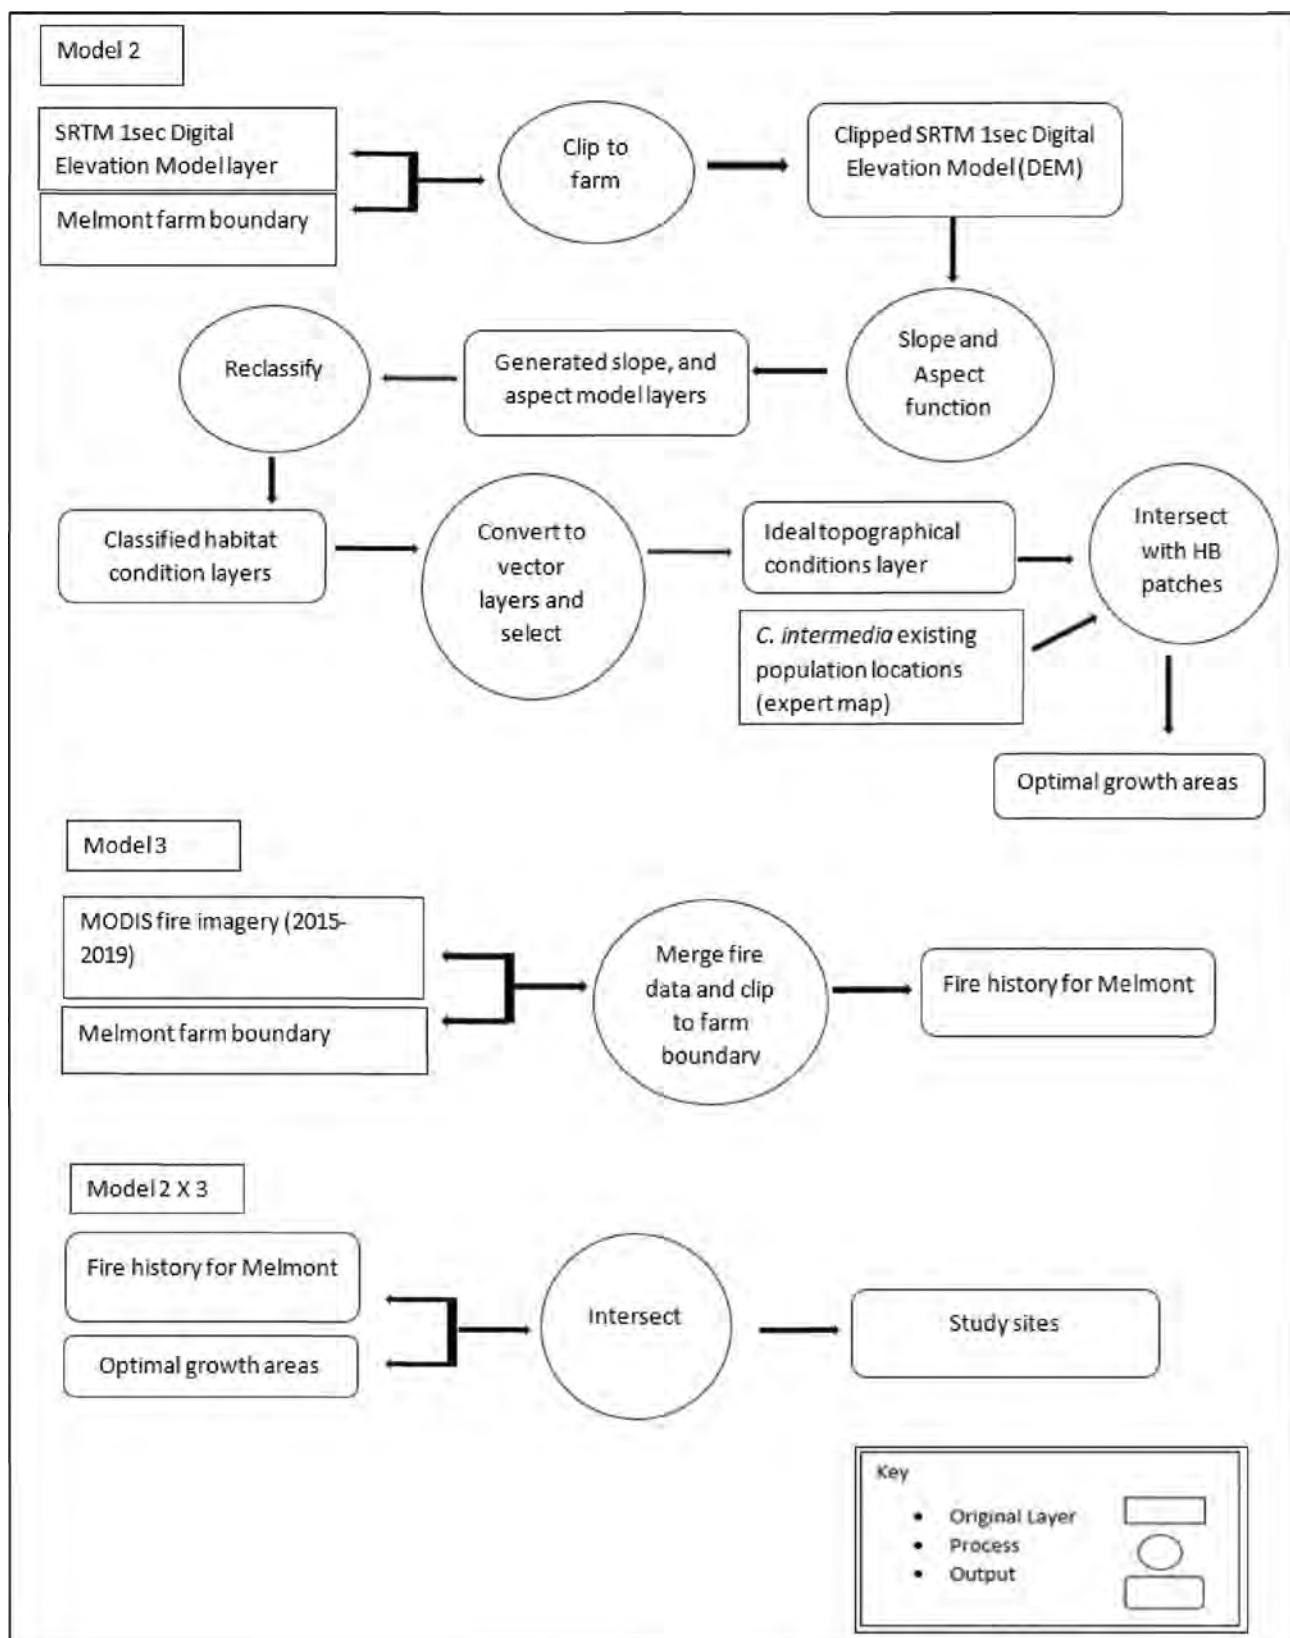 Model 2
SRTM 1sec Digital
Elevation Model layer
Melmont farm boundary
Clip to
farm
Clipped SRTM 1sec Digital
Elevation Model (DEM)
Slope and
Aspect
function
Generated slope, and
aspect model layers
Reclassify
Classified habitat
condition layers
Convert to
vector
layers and
select
Ideal topographical
conditions layer
C. intermedia existing
population locations
(expert map)
Intersect
with HB
patches
Optimal growth areas
Model 3
MODIS fire imagery (2015-
2019)
Melmont farm boundary
Merge fire
data and clip
to farm
boundary
Fire history for Melmont
Model 2 X 3
Fire history for Melmont
Optimal growth areas
Intersect
Study sites
Key
• Original Layer
• Process
• Output